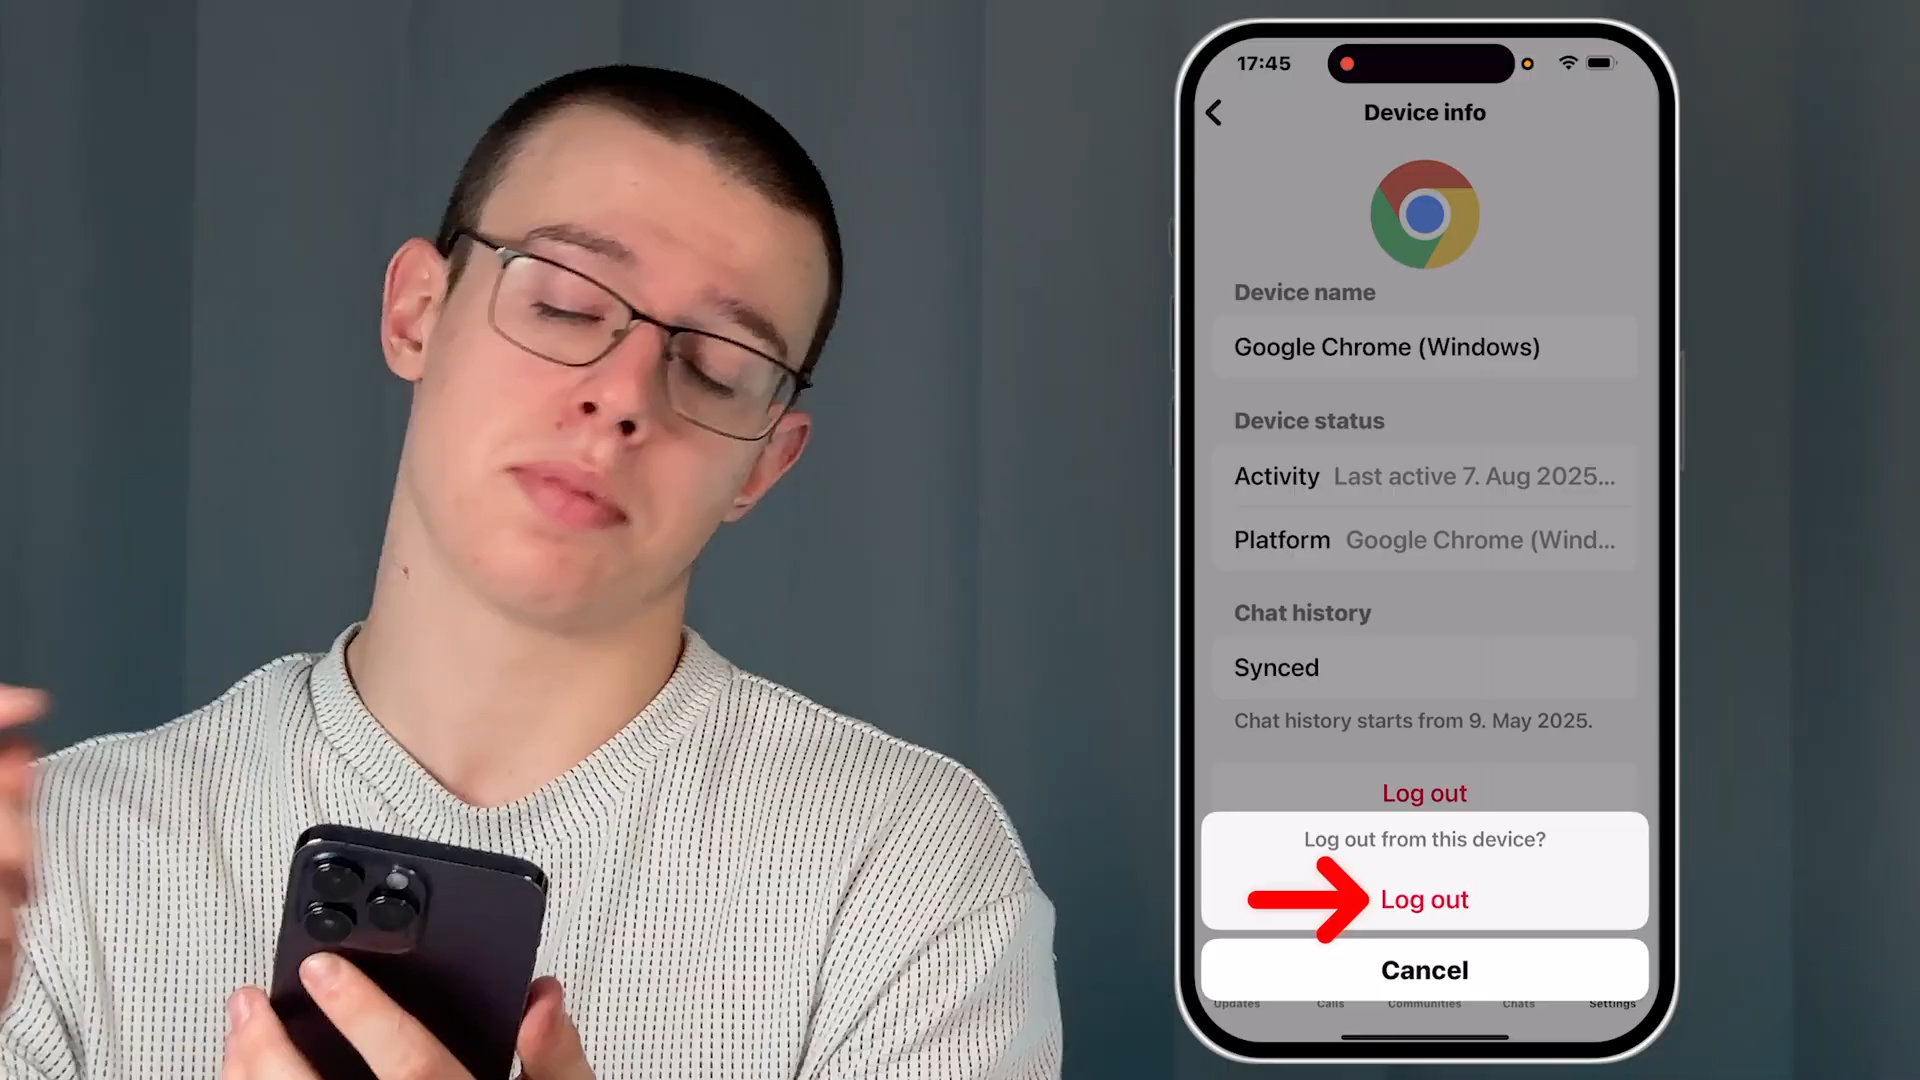 17:45
Device info
Device name
Google Chrome (Windows)
Device status
Activity Last active 7. Aug 2025...
Platform Google Chrome (Wind...
Chat history
Synced
Chat history starts from 9. May 2025.
Log out
Log out from this device?
Log out
Cancel
Updates Calls Communities Chats Settings